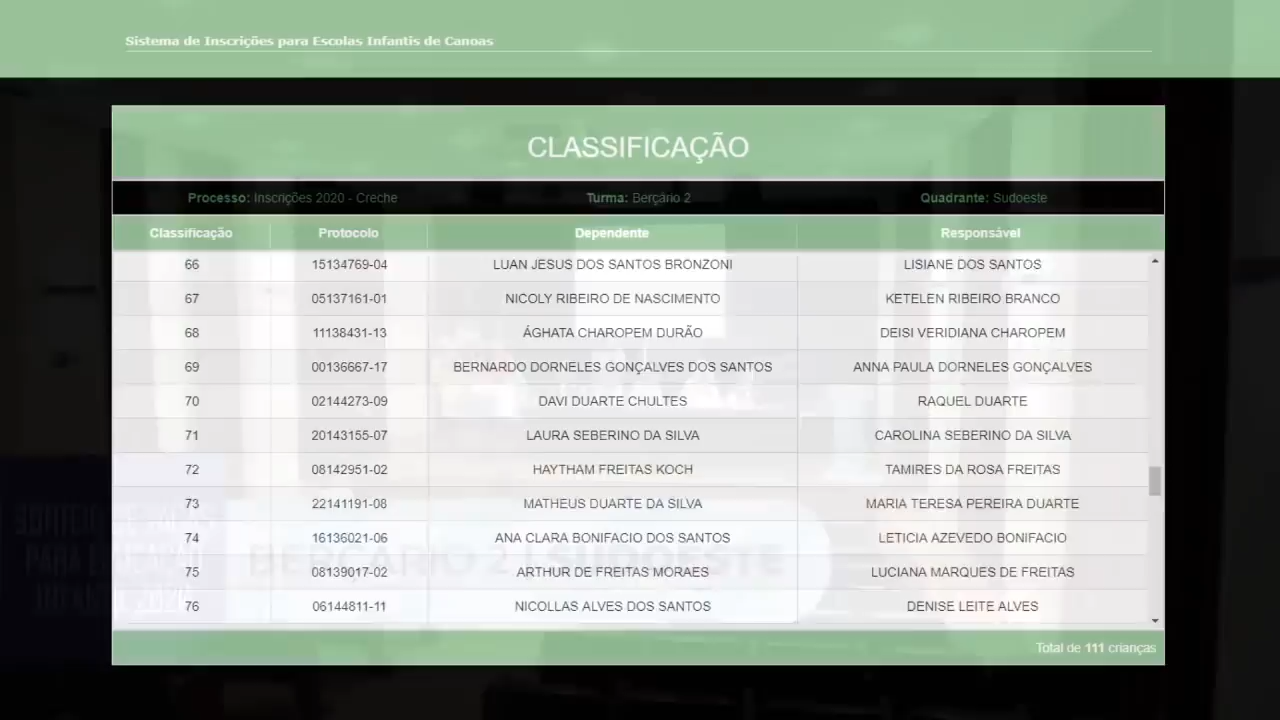 Sistema de Inscrições para Escolas Infantis de Canoas
CLASSIFICAÇÃO
Processo: Inscrições 2020 - Creche Turma: Berçário 2 Quadrante: Sudoeste
Classificação Protocolo Dependente Responsável
66 15134769-04 LUAN JESUS DOS SANTOS BRONZONI LISIANE DOS SANTOS
67 05137161-01 NICOLY RIBEIRO DE NASCIMENTO KETELEN RIBEIRO BRANCO
68 11138431-13 ÁGHATA CHAROPEM DURÃO DEISI VERIDIANA CHAROPEM
69 00136667-17 BERNARDO DORNELES GONÇALVES DOS SANTOS ANNA PAULA DORNELES GONÇALVES
70 02144273-09 DAVI DUARTE CHULTES RAQUEL DUARTE
71 20143155-07 LAURA SEBERINO DA SILVA CAROLINA SEBERINO DA SILVA
72 08142951-02 HAYTHAM FREITAS KOCH TAMIRES DA ROSA FREITAS
73 22141191-08 MATHEUS DUARTE DA SILVA MARIA TERESA PEREIRA DUARTE
74 16136021-06 ANA CLARA BONIFACIO DOS SANTOS LETICIA AZEVEDO BONIFACIO
75 08139017-02 ARTHUR DE FREITAS MORAES LUCIANA MARQUES DE FREITAS
76 06144811-11 NICOLLAS ALVES DOS SANTOS DENISE LEITE ALVES
BERÇÁRIO 2 | SUDOESTE
Total de 111 crianças